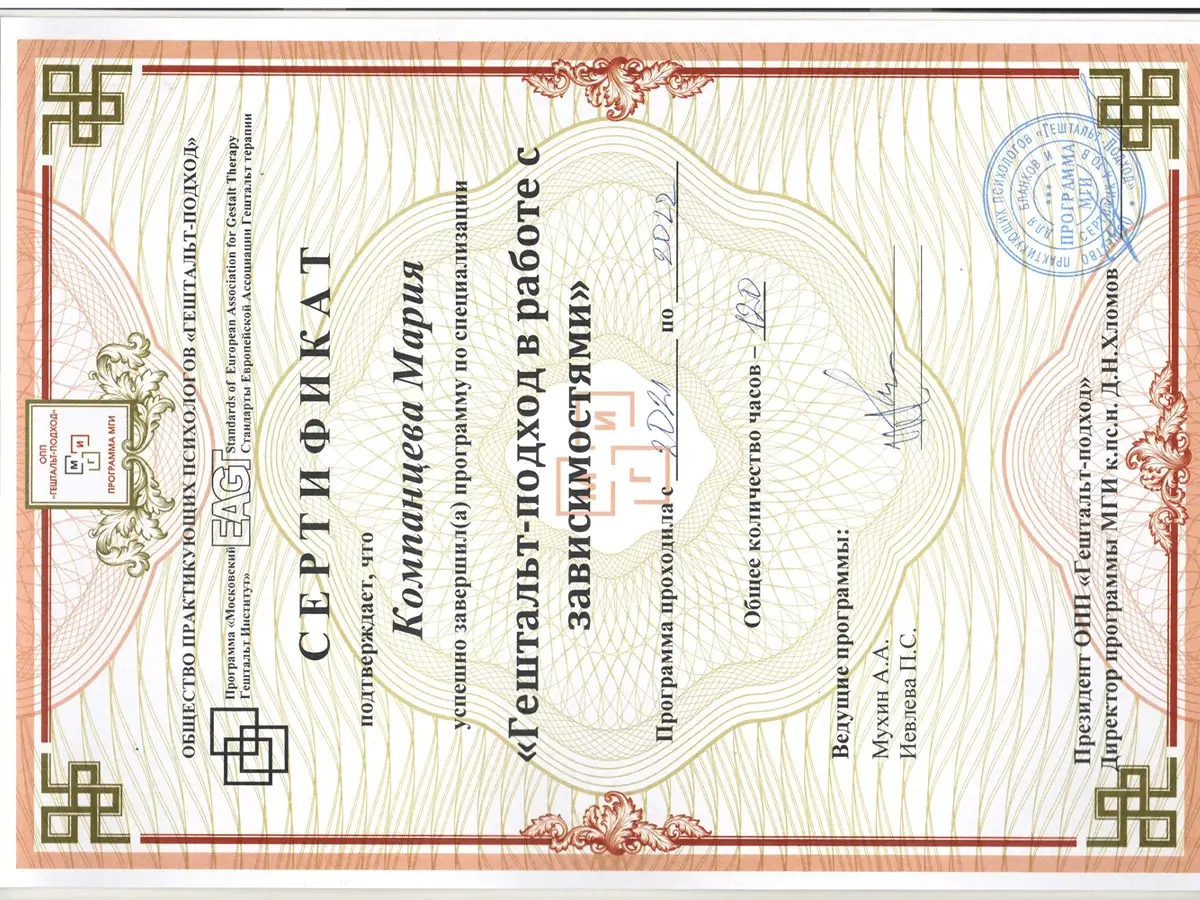 ОПП
«ГЕШТАЛЬТ-ПОДХОД»
М
Г И
ПРОГРАММА МГИ
ОБЩЕСТВО ПРАКТИКУЮЩИХ ПСИХОЛОГОВ «ГЕШТАЛЬТ-ПОДХОД»
Программа «Московский Гештальт Институт»
EAGT
Standards of European Association for Gestalt Therapy
Стандарты Европейской Ассоциации Гештальт терапии
СЕРТИФИКАТ
подтверждает, что
Компанцева Мария
успешно завершил(а) программу по специализации
«Гештальт-подход в работе с
зависимостями»
М
Г И
Программа проходила с 2021 по 2022
Общее количество часов – 120
Ведущие программы:
Мухин А.А.
Иевлева П.С.
Президент ОПП «Гештальт-подход»
Директор программы МГИ к.пс.н. Д.Н.Хломов
ПРАКТИКУЮЩИХ ПСИХОЛОГОВ «ГЕШТАЛЬТ-ПОДХОД»
ДЛЯ БЛАНКОВ И
ПРОГРАММА
МГИ